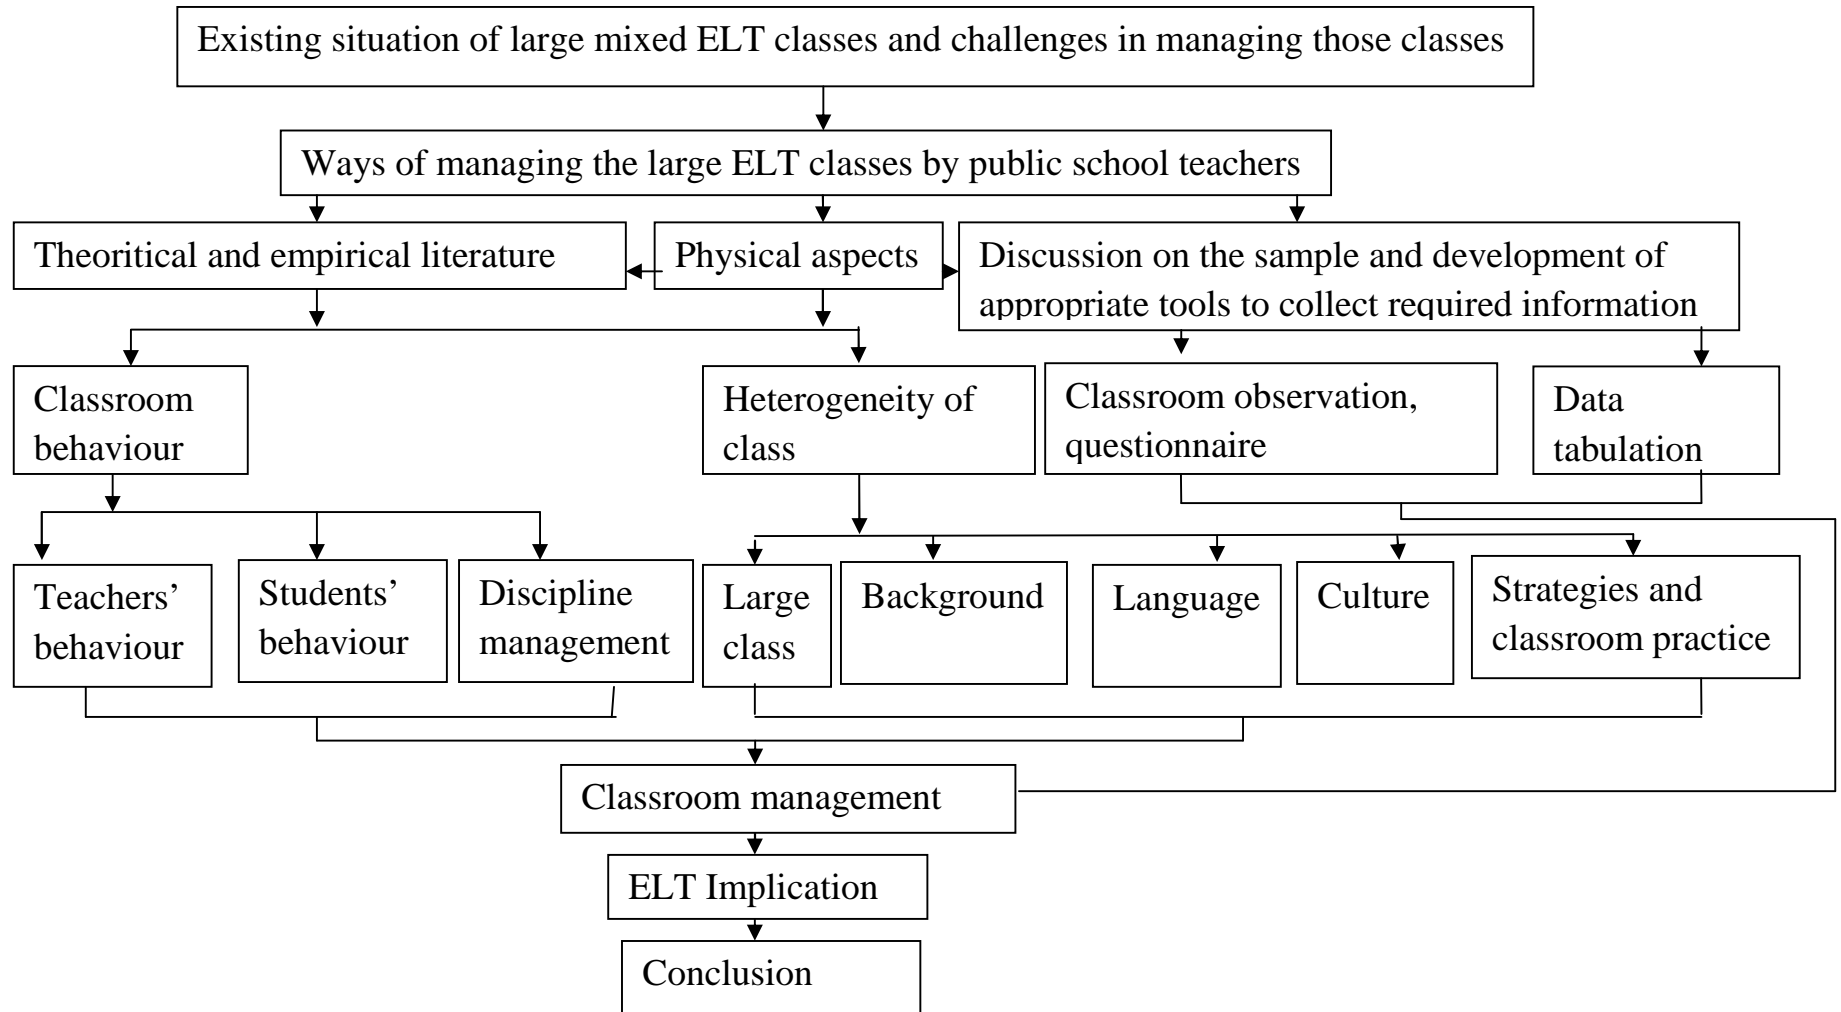 Existing situation of large mixed ELT classes and challenges in managing those classes
Ways of managing the large ELT classes by public school teachers
Theoritical and empirical literature
Physical aspects
Discussion on the sample and development of
appropriate tools to collect required information
Classroom
behaviour
Heterogeneity of
class
Classroom observation,
questionnaire
Data
tabulation
Teachers’
behaviour
Students’
behaviour
Discipline
management
Large
class
Background
Language
Culture
Strategies and
classroom practice
Classroom management
ELT Implication
Conclusion